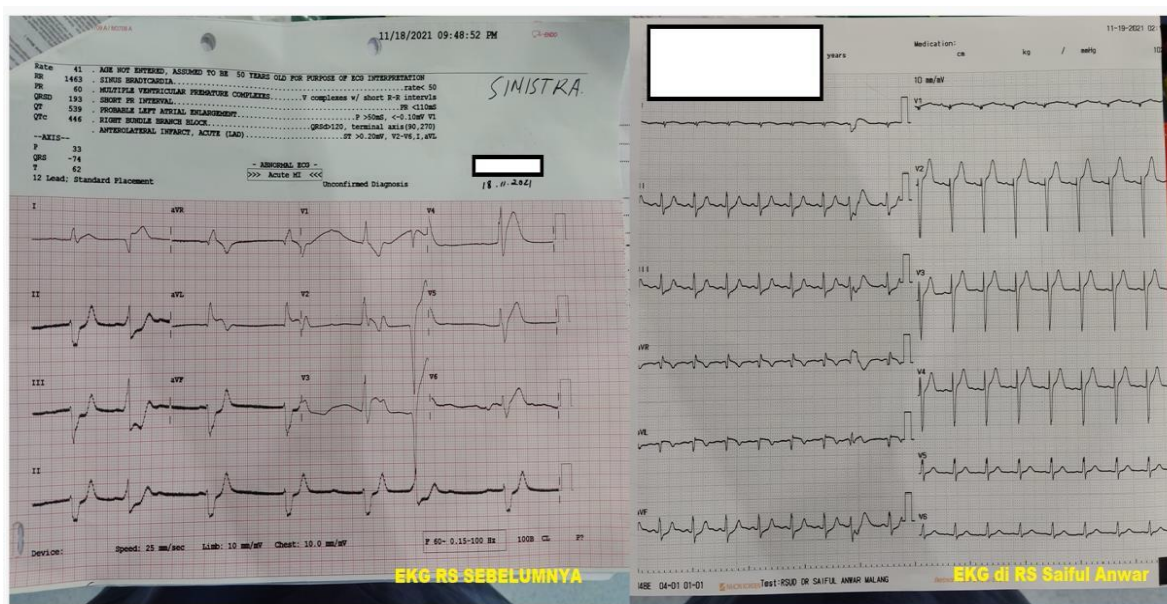 11/18/2021 09:48:52 PM
Rate 41 . AGE NOT ENTERED, ASSUMED TO BE 50 YEARS OLD FOR PURPOSE OF ECG INTERPRETATION
RR 1463 . SINUS BRADYCARDIA rate< 50
PR 60 . MULTIPLE VENTRICULAR PREMATURE COMPLEXES V complexes w/ short R-R intervls
QRSD 193 . SHORT PR INTERVAL PR <110ms
QT 539 . PROBABLE LEFT ATRIAL ENLARGEMENT P >50mS, <-0.10mV V1
QTc 446 . RIGHT BUNDLE BRANCH BLOCK QRSd>120, terminal axis(90,270)
. ANTEROLATERAL INFARCT, ACUTE (LAD) ST >0.20mV, V2-V6,I,aVL
--AXIS--
P 33
QRS -74
T 62
12 Lead; Standard Placement
- ABNORMAL ECG -
>>> Acute MI <<<
Unconfirmed Diagnosis
SINISTRA.
18.11.2021
I aVR V1 V4
II aVL V2 V5
III aVF V3 V6
II
Device: Speed: 25 mm/sec Limb: 10 mm/mV Chest: 10.0 mm/mV
F 60- 0.15-100 Hz 100B CL P?
EKG RS SEBELUMNYA
11-19-2021
years
Medication:
cm kg / mmHg
10 mm/mV
V1
II
V2
III
V3
aVR
V4
aVL
V5
aVF
V6
04-01 01-01
Test:RSUD DR SAIFUL ANWAR MALANG
EKG di RS Saiful Anwar